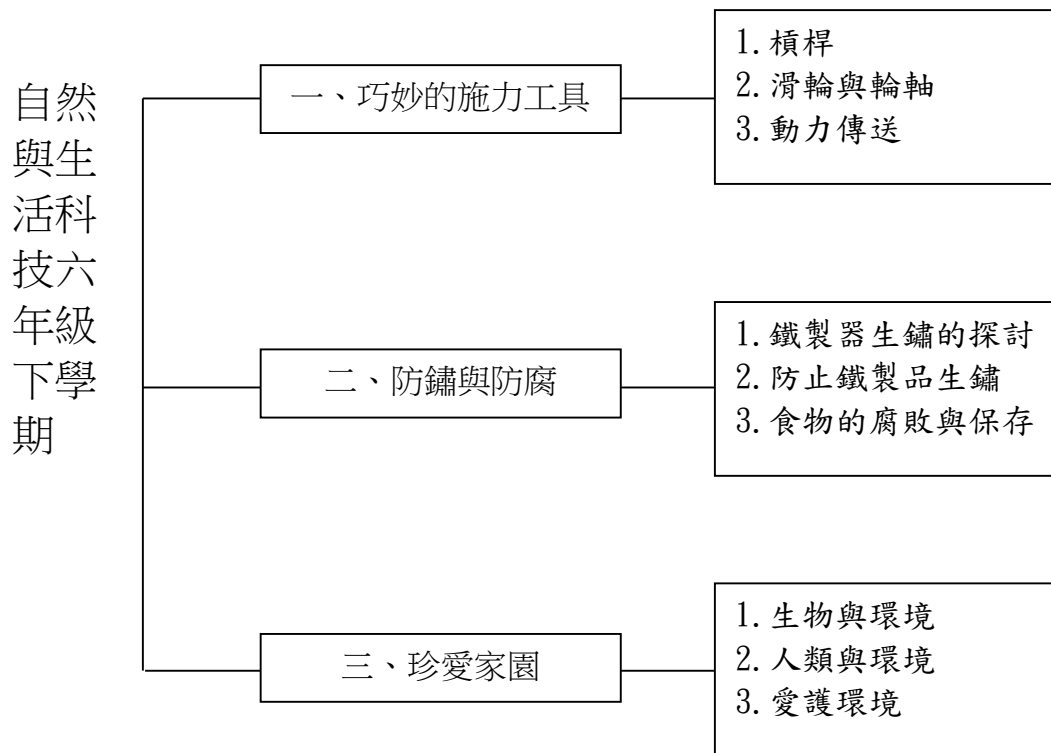 自然
與生
活科
技六
年級
下學
期
一、巧妙的施力工具
1.槓桿
2.滑輪與輪軸
3.動力傳送
二、防鏽與防腐
1.鐵製器生鏽的探討
2.防止鐵製品生鏽
3.食物的腐敗與保存
三、珍愛家園
1.生物與環境
2.人類與環境
3.愛護環境